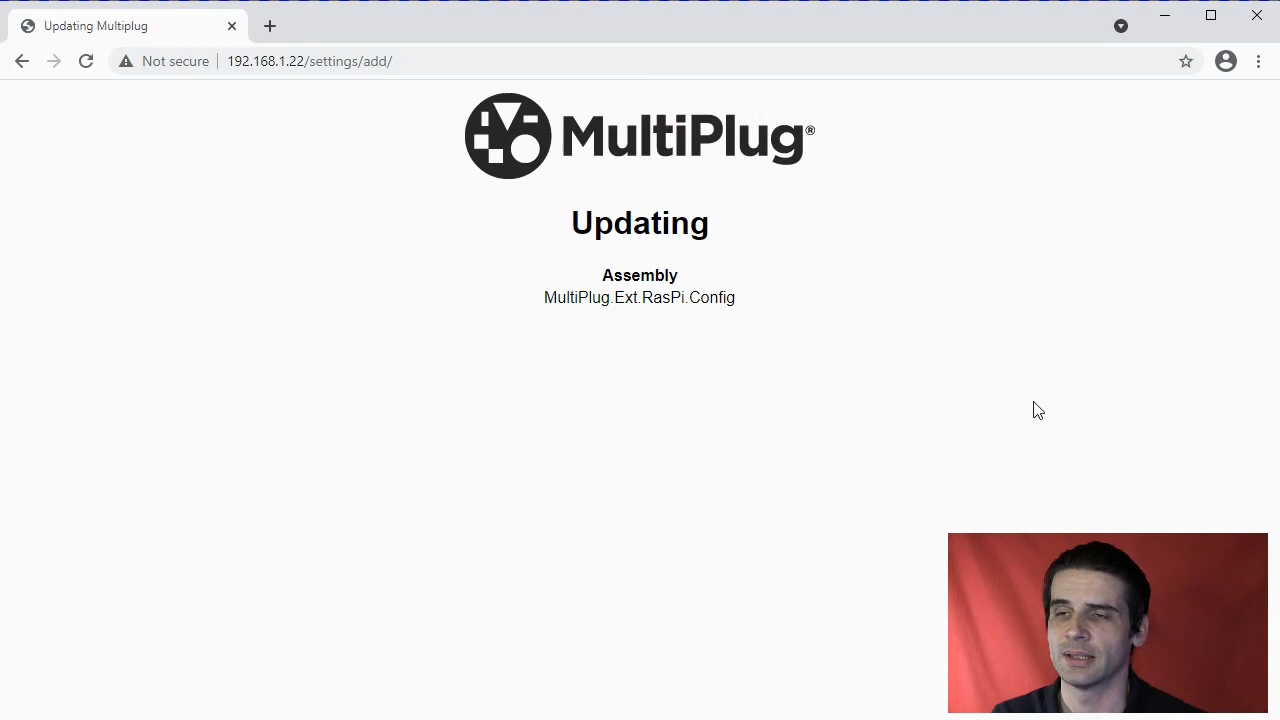 Updating Multiplug
Not secure
192.168.1.22/settings/add/
MultiPlug®
Updating
Assembly
MultiPlug.Ext.RasPi.Config